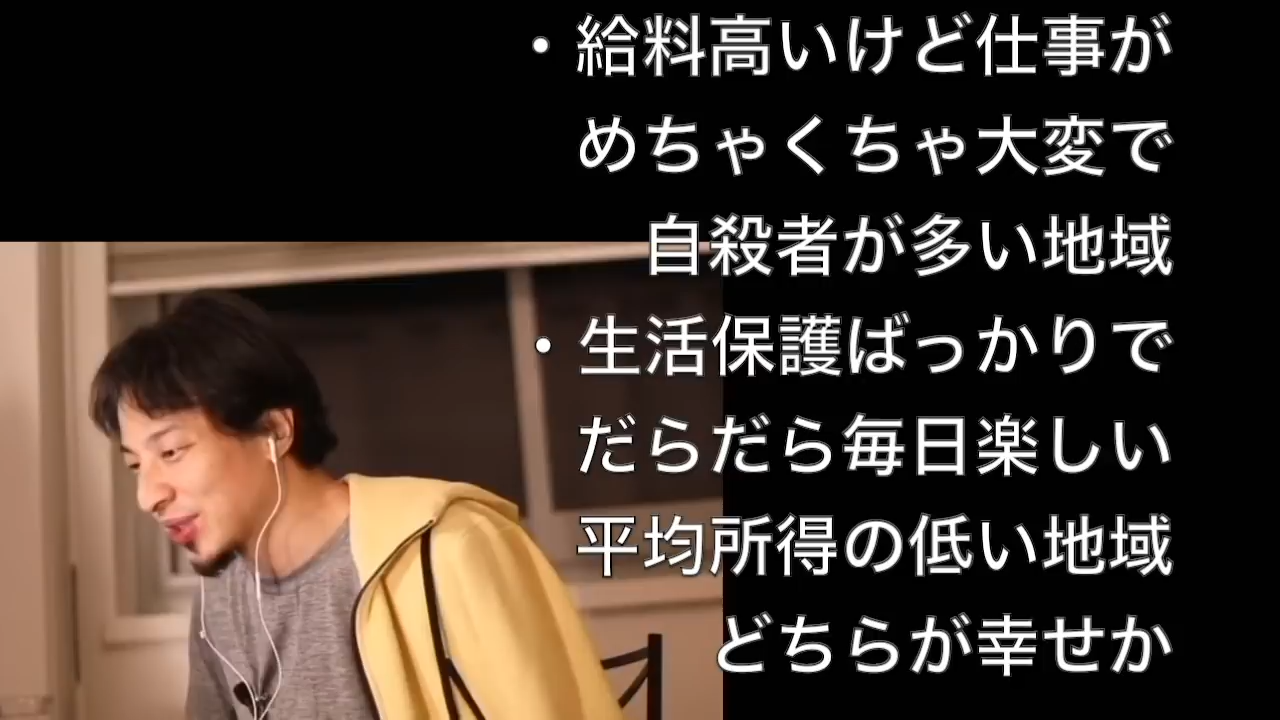 ・給料高いけど仕事が
めちゃくちゃ大変で
自殺者が多い地域
・生活保護ばっかりで
だらだら毎日楽しい
平均所得の低い地域
どちらが幸せか